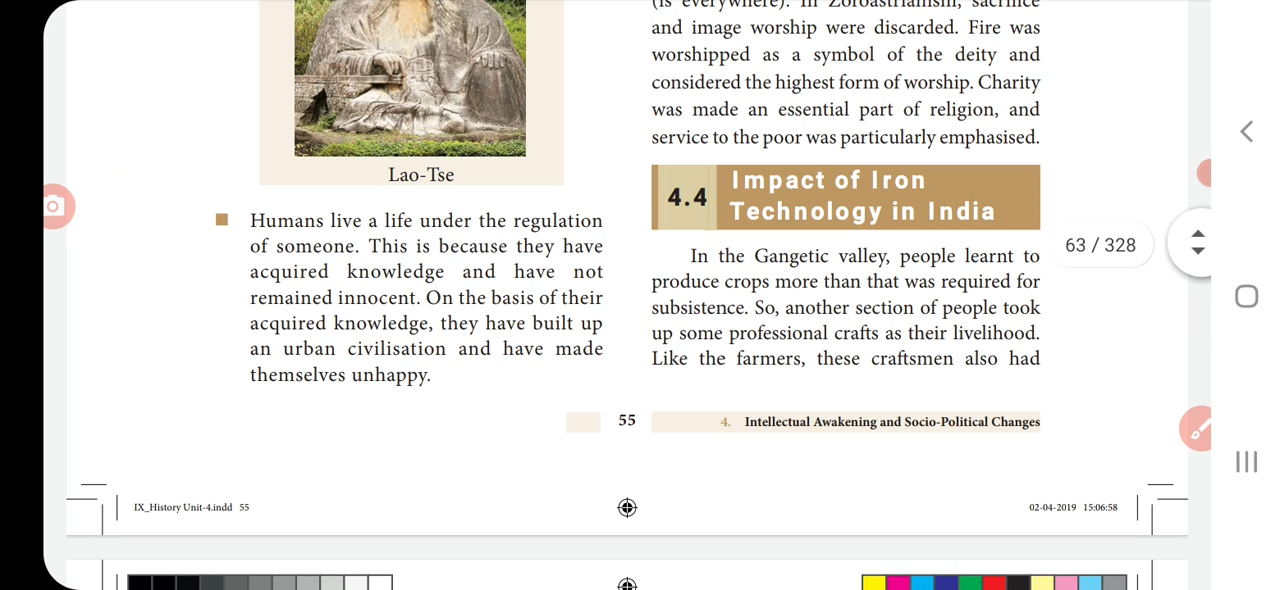 Lao-Tse
Humans live a life under the regulation
of someone. This is because they have
acquired knowledge and have not
remained innocent. On the basis of their
acquired knowledge, they have built up
an urban civilisation and have made
themselves unhappy.
(is everywhere). In Zoroastrianism, sacrifice
and image worship were discarded. Fire was
worshipped as a symbol of the deity and
considered the highest form of worship. Charity
was made an essential part of religion, and
service to the poor was particularly emphasised.
4.4 Impact of Iron
Technology in India
In the Gangetic valley, people learnt to
produce crops more than that was required for
subsistence. So, another section of people took
up some professional crafts as their livelihood.
Like the farmers, these craftsmen also had
63 / 328
55
4. Intellectual Awakening and Socio-Political Changes
IX_History Unit-4.indd 55
02-04-2019 15:06:58